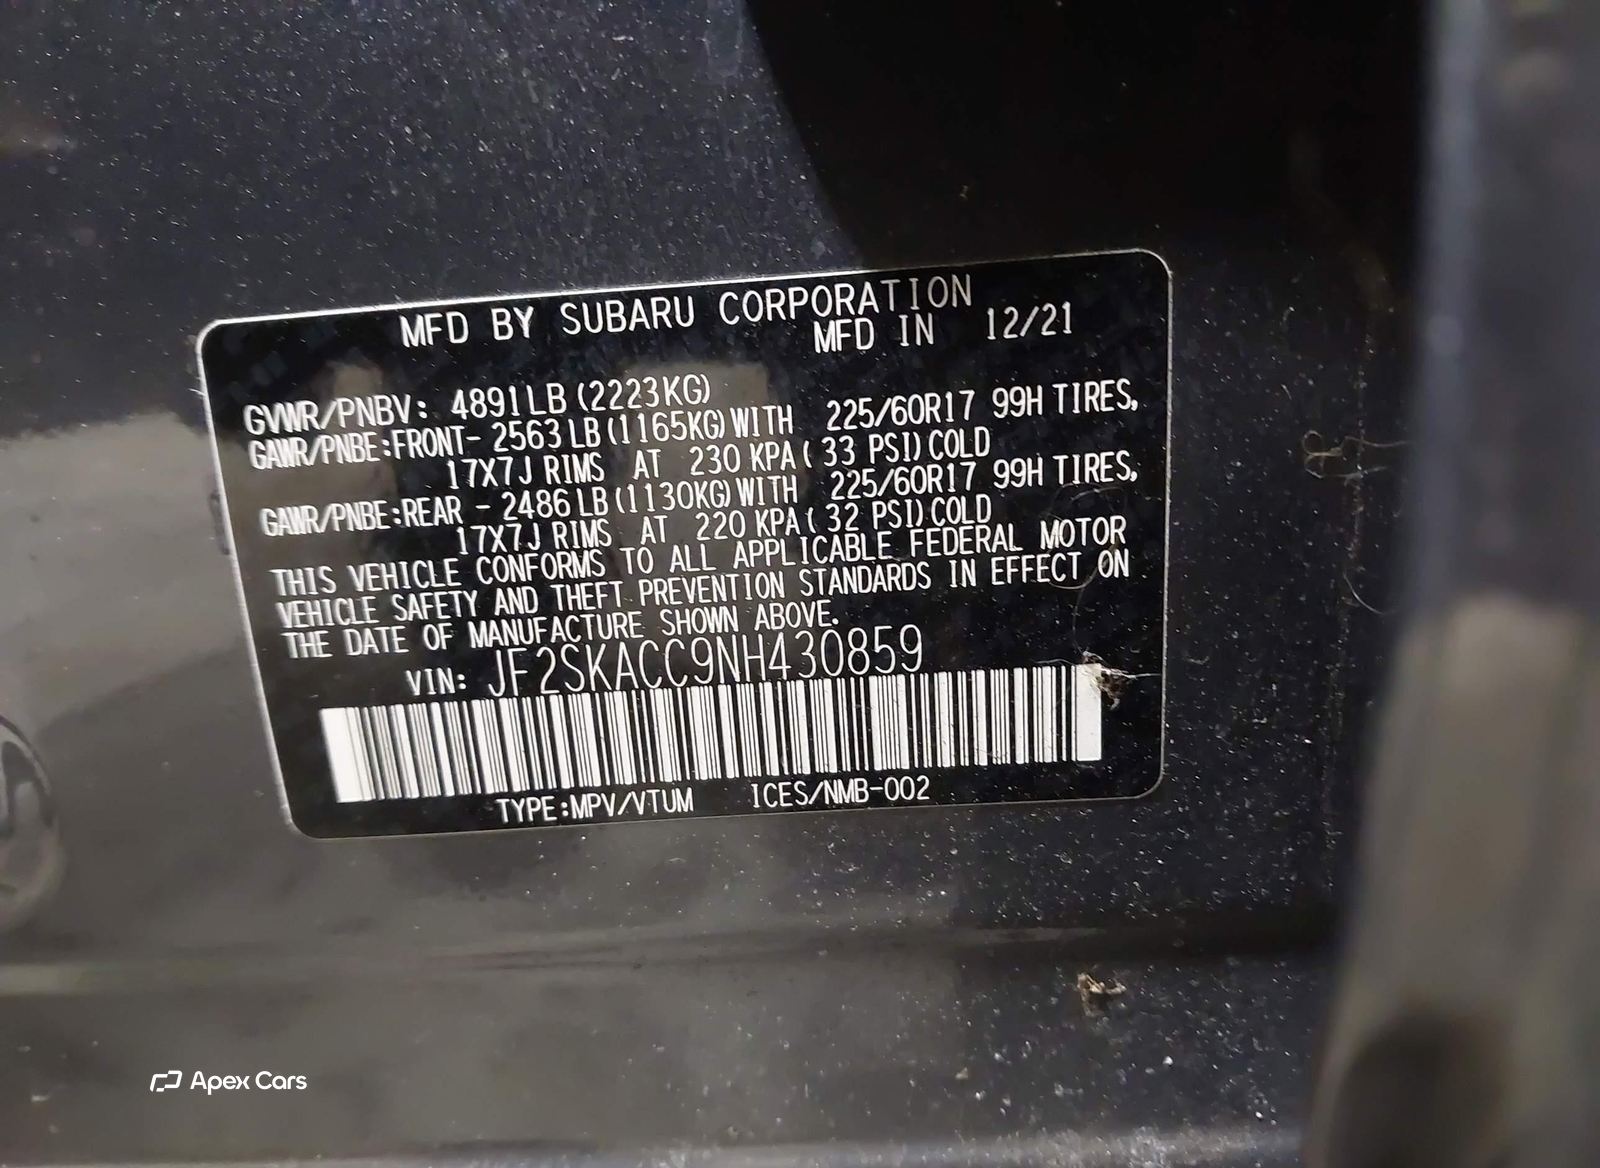 MFD BY SUBARU CORPORATION
MFD IN 12/21
GVWR/PNBV: 4891LB (2223KG)
GAWR/PNBE:FRONT- 2563LB(1165KG)WITH 225/60R17 99H TIRES,
17X7J RIMS AT 230 KPA( 33 PSI)COLD
GAWR/PNBE:REAR - 2486LB(1130KG)WITH 225/60R17 99H TIRES,
17X7J RIMS AT 220 KPA( 32 PSI)COLD
THIS VEHICLE CONFORMS TO ALL APPLICABLE FEDERAL MOTOR
VEHICLE SAFETY AND THEFT PREVENTION STANDARDS IN EFFECT ON
THE DATE OF MANUFACTURE SHOWN ABOVE.
VIN: JF2SKACC9NH430859
TYPE:MPV/VTUM ICES/NMB-002
Apex Cars